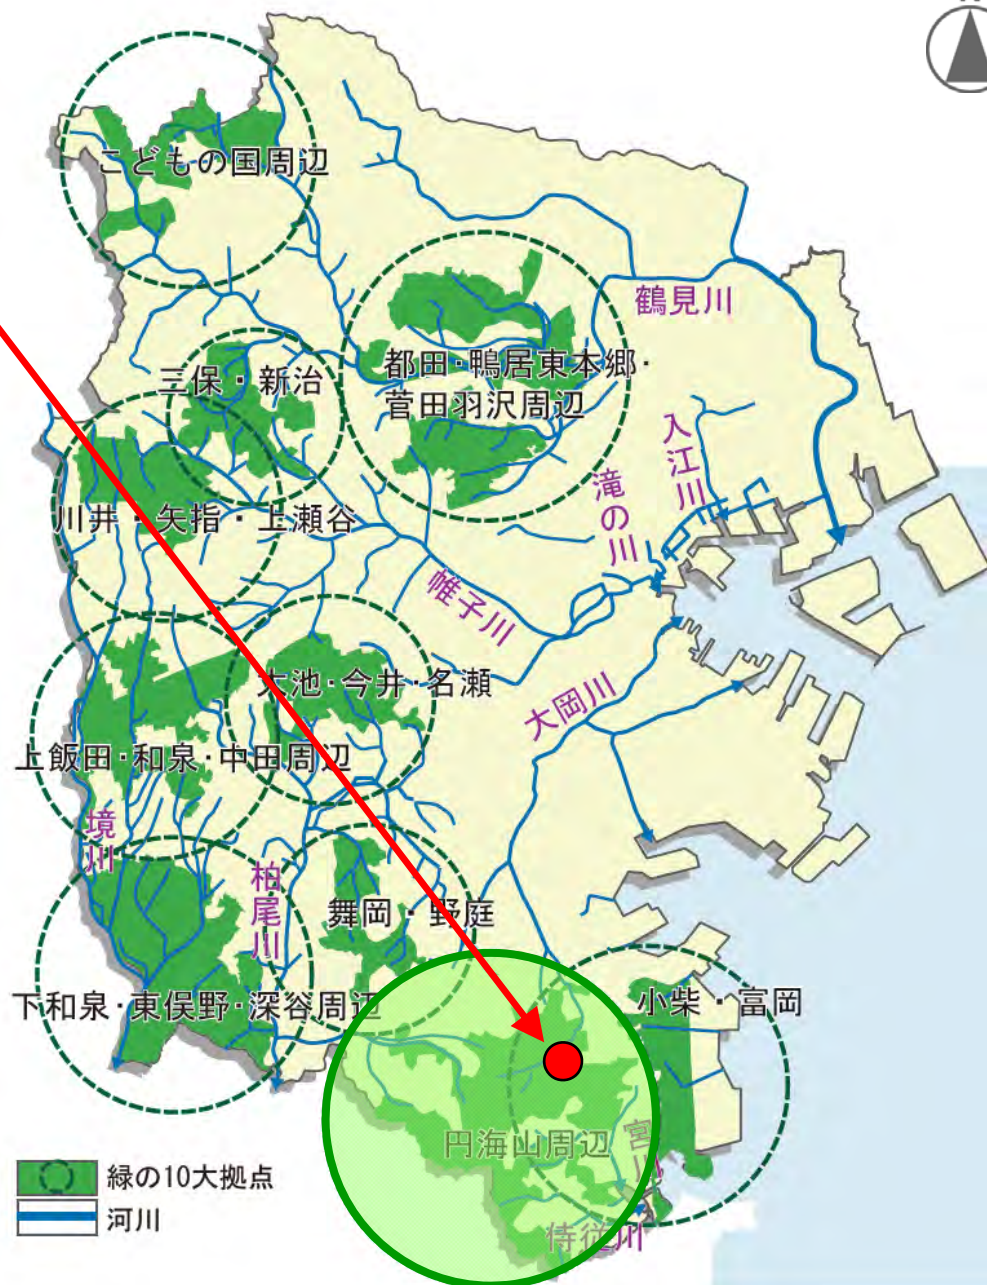 こどもの国周辺
鶴見川
三保・新治
都田・鴨居東本郷・
菅田羽沢周辺
入江川
滝の川
川井・矢指・上瀬谷
帷子川
大池・今井・名瀬
大岡川
上飯田・和泉・中田周辺
境川
柏尾川
舞岡・野庭
下和泉・東俣野・深谷周辺
小柴・富岡
円海山周辺
宮川
侍従川
緑の10大拠点
河川